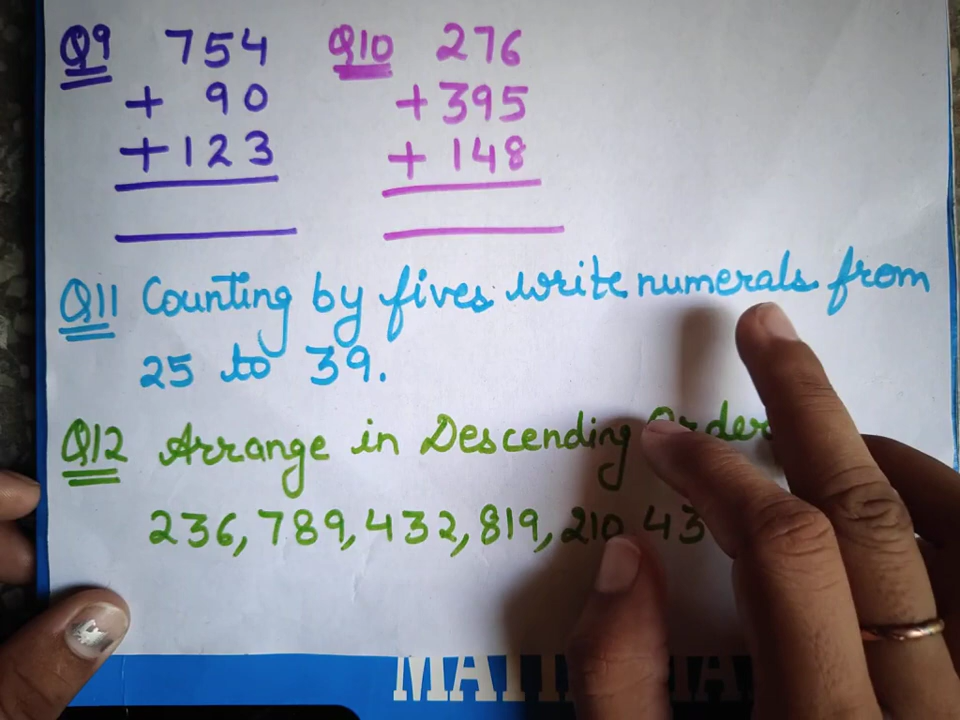 Q9 754 Q10 276
+ 90 +395
+123 + 148
Q11 Counting by fives write numerals from
25 to 39.
Q12 Arrange in Descending Order
236, 789, 432, 819, 210